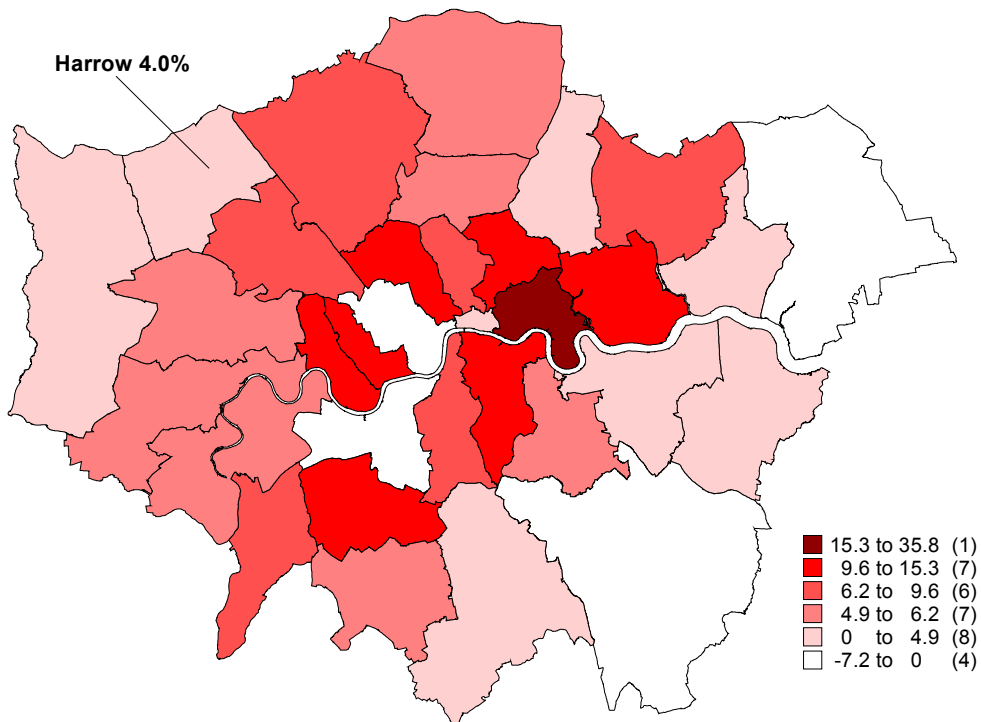 Harrow 4.0%
15.3 to 35.8 (1)
9.6 to 15.3 (7)
6.2 to 9.6 (6)
4.9 to 6.2 (7)
0 to 4.9 (8)
-7.2 to 0 (4)